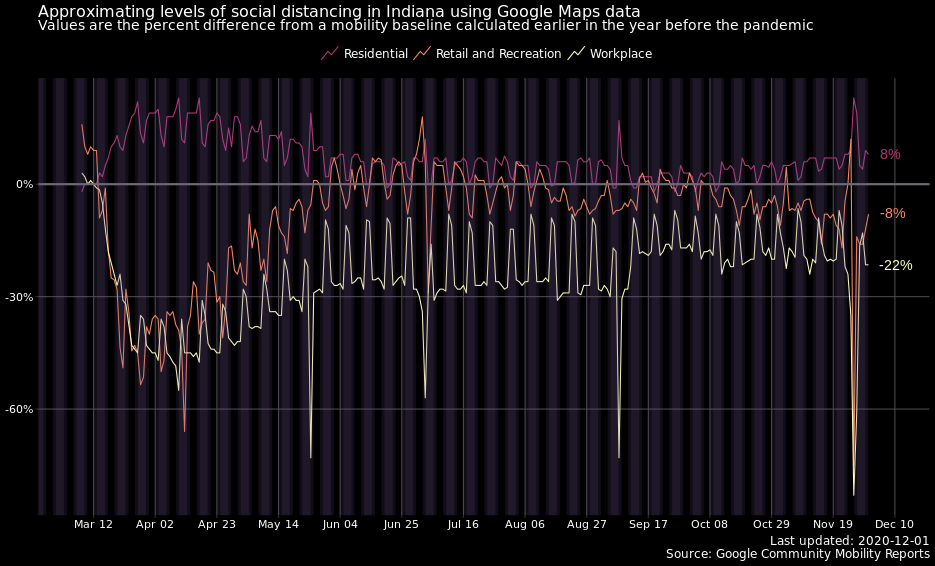 Approximating levels of social distancing in Indiana using Google Maps data
Values are the percent difference from a mobility baseline calculated earlier in the year before the pandemic
Residential Retail and Recreation Workplace
8%
0%
-8%
-22%
-30%
-60%
Mar 12 Apr 02 Apr 23 May 14 Jun 04 Jun 25 Jul 16 Aug 06 Aug 27 Sep 17 Oct 08 Oct 29 Nov 19 Dec 10
Last updated: 2020-12-01
Source: Google Community Mobility Reports